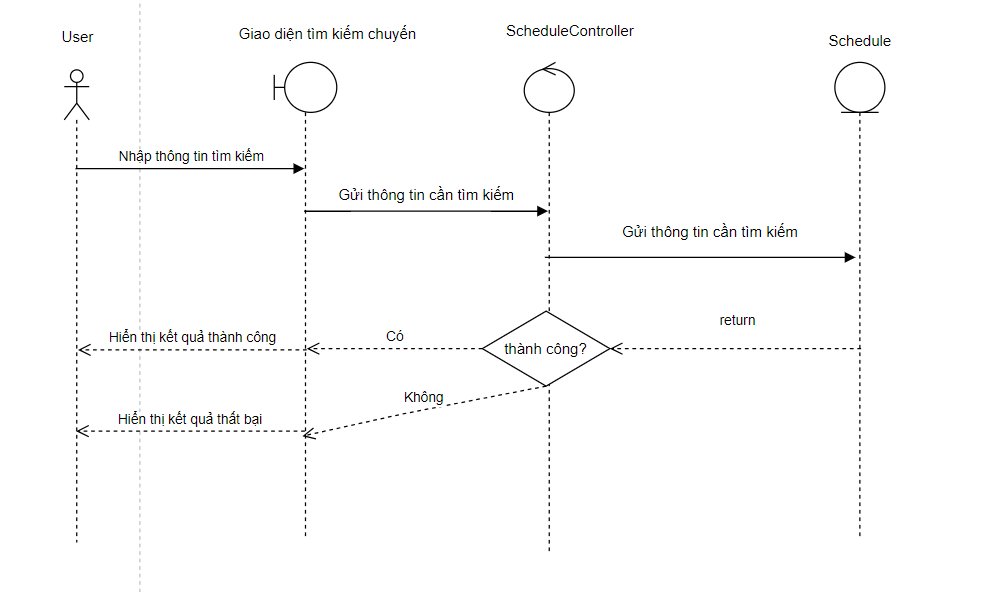 User
Giao diện tìm kiếm chuyến
ScheduleController
Schedule
Nhập thông tin tìm kiếm
Gửi thông tin cần tìm kiếm
Gửi thông tin cần tìm kiếm
return
Hiển thị kết quả thành công
Có
thành công?
Không
Hiển thị kết quả thất bại